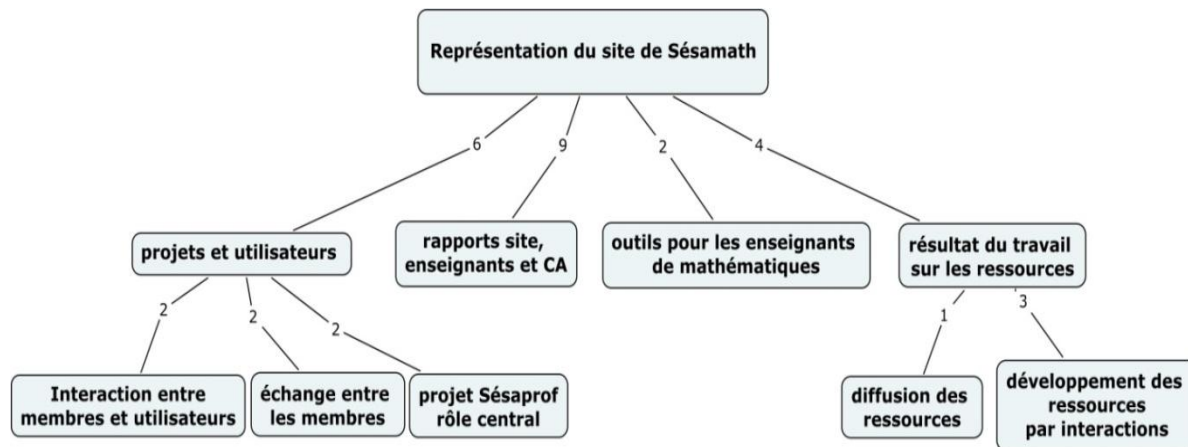 Représentation du site de Sésamath
6
9
2
4
projets et utilisateurs
rapports site,
enseignants et CA
outils pour les enseignants
de mathématiques
résultat du travail
sur les ressources
2
2
2
1
3
Interaction entre
membres et utilisateurs
échange entre
les membres
projet Sésaprof
rôle central
diffusion des
ressources
développement des
ressources
par interactions